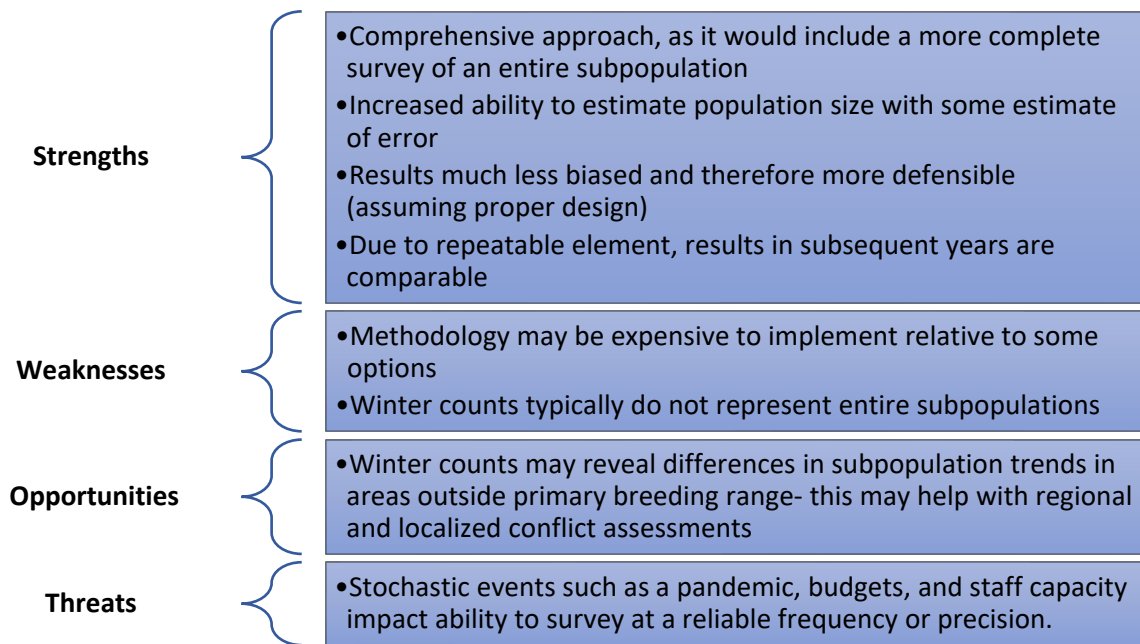 Strengths
•Comprehensive approach, as it would include a more complete
survey of an entire subpopulation
•Increased ability to estimate population size with some estimate
of error
•Results much less biased and therefore more defensible
(assuming proper design)
•Due to repeatable element, results in subsequent years are
comparable
Weaknesses
•Methodology may be expensive to implement relative to some
options
•Winter counts typically do not represent entire subpopulations
Opportunities
•Winter counts may reveal differences in subpopulation trends in
areas outside primary breeding range- this may help with regional
and localized conflict assessments
Threats
•Stochastic events such as a pandemic, budgets, and staff capacity
impact ability to survey at a reliable frequency or precision.